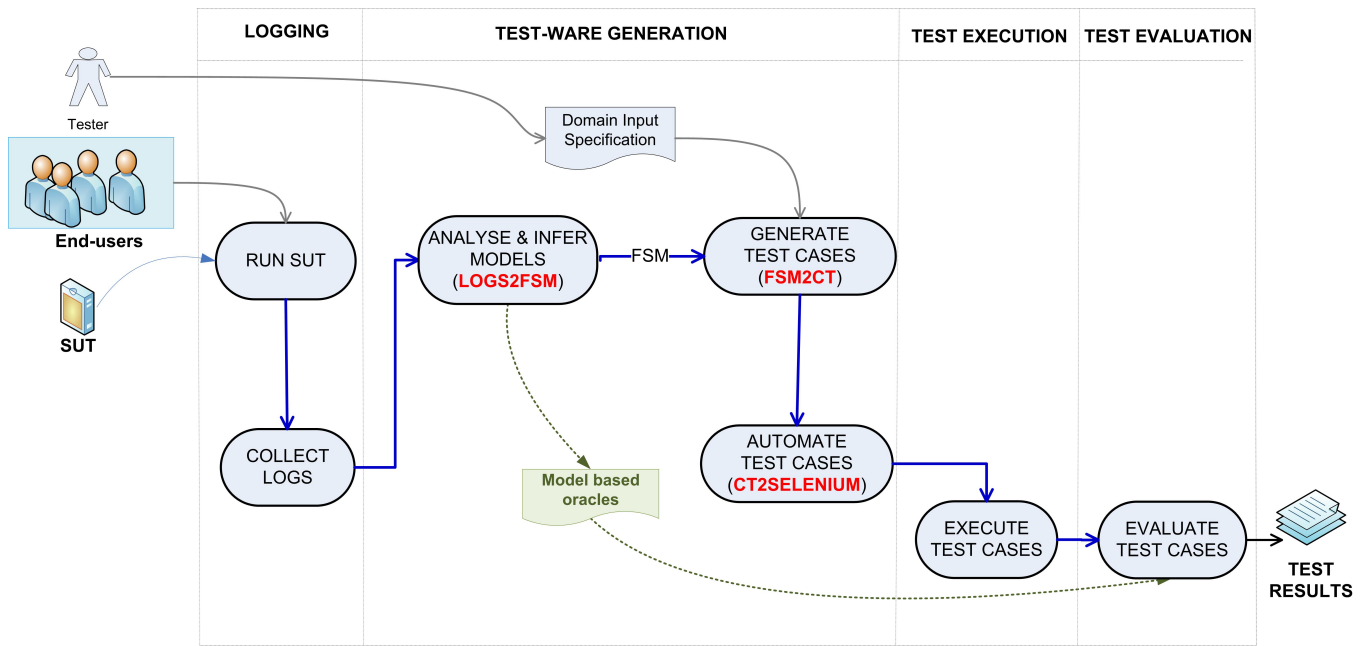 LOGGING
TEST-WARE GENERATION
TEST EXECUTION
TEST EVALUATION
Tester
Domain Input
Specification
End-users
RUN SUT
ANALYSE & INFER
MODELS
(LOGS2FSM)
FSM
GENERATE
TEST CASES
(FSM2CT)
SUT
COLLECT
LOGS
Model based
oracles
AUTOMATE
TEST CASES
(CT2SELENIUM)
EXECUTE
TEST CASES
EVALUATE
TEST CASES
TEST
RESULTS